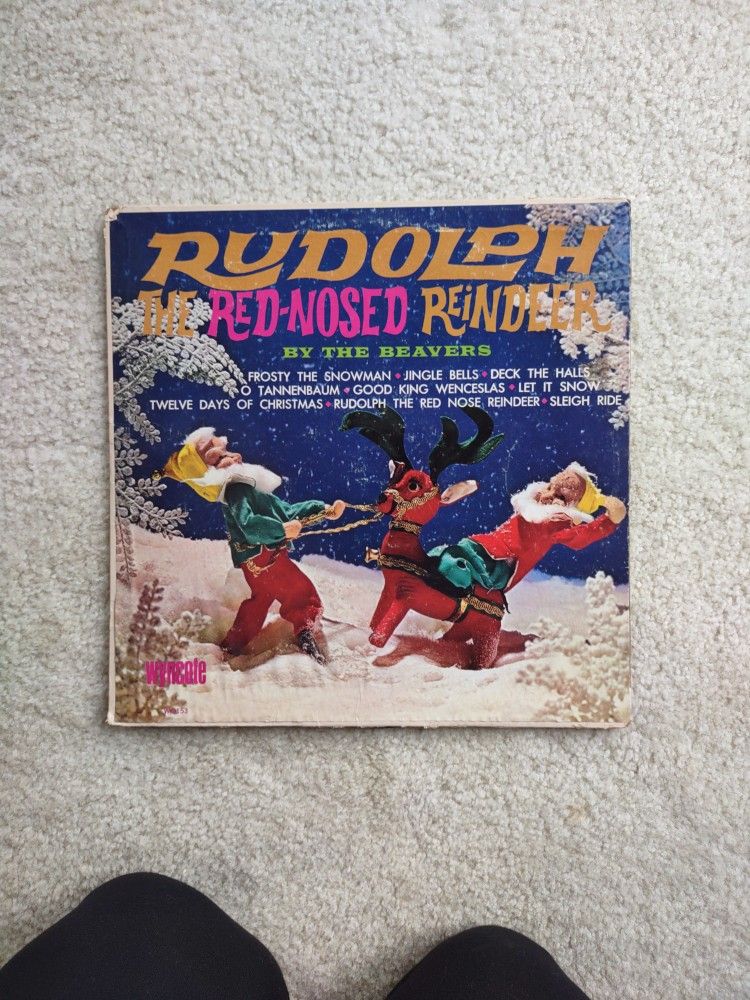 RUDOLPH
THE RED-NOSED REiNDEER
BY THE BEAVERS
FROSTY THE SNOWMAN • JINGLE BELLS • DECK THE HALLS
O TANNENBAUM • GOOD KING WENCESLAS • LET IT SNOW
TWELVE DAYS OF CHRISTMAS • RUDOLPH THE RED NOSE REINDEER • SLEIGH RIDE
wyncote